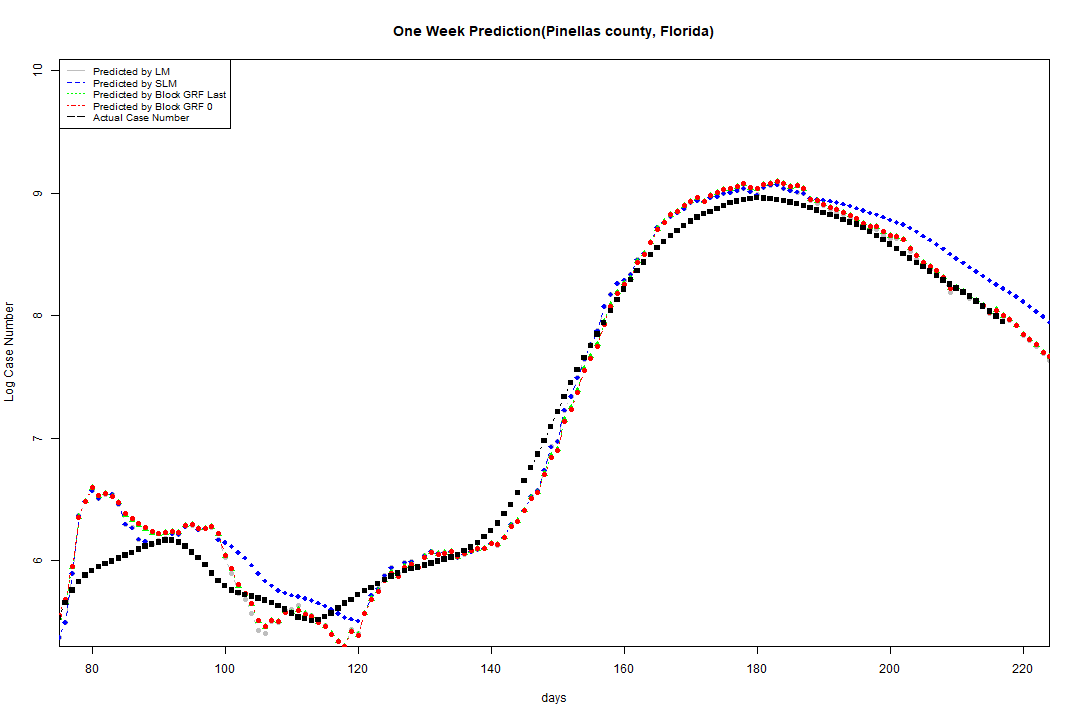 One Week Prediction(Pinellas county, Florida)
Predicted by LM
Predicted by SLM
Predicted by Block GRF Last
Predicted by Block GRF 0
Actual Case Number
10
9
8
7
6
Log Case Number
80 100 120 140 160 180 200 220
days